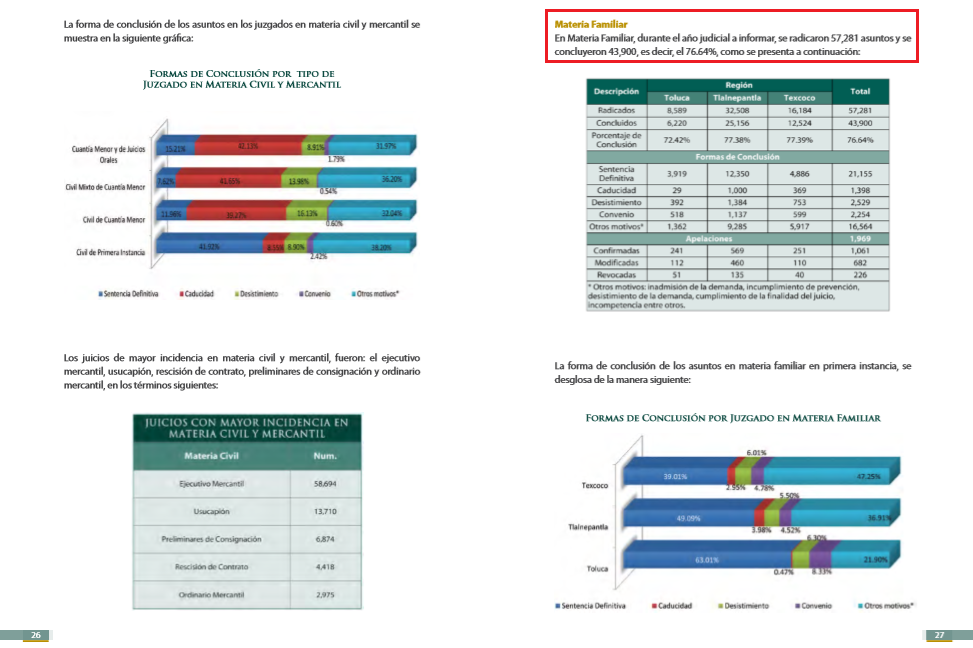 La forma de conclusión de los asuntos en los juzgados en materia civil y mercantil se
muestra en la siguiente gráfica:
Formas de Conclusión por tipo de
Juzgado en Materia Civil y Mercantil
Cuantía Menor y de Juicios
Orales
15.21% 42.13% 8.91% 31.97%
1.79%
Civil Mixto de Cuantía Menor
7.62% 41.65% 13.98% 36.20%
0.54%
Civil de Cuantía Menor
11.96% 16.13% 32.04%
0.60%
Civil de Primera Instancia
8.90%
2.42%
Sentencia Definitiva Caducidad Desistimiento Convenio Otros motivos*
Los juicios de mayor incidencia en materia civil y mercantil, fueron: el ejecutivo
mercantil, usucapión, rescisión de contrato, preliminares de consignación y ordinario
mercantil, en los términos siguientes:
JUICIOS CON MAYOR INCIDENCIA EN
MATERIA CIVIL Y MERCANTIL
Materia Civil Num.
Ejecutivo Mercantil 58,694
Usucapión 13,710
Preliminares de Consignación 6,874
Rescisión de Contrato 4,418
Ordinario Mercantil 2,975
26
Materia Familiar
En Materia Familiar, durante el año judicial a informar, se radicaron 57,281 asuntos y se
concluyeron 43,900, es decir, el 76.64%, como se presenta a continuación:
Descripción Región Total
Toluca Tlalnepantla Texcoco
Radicados 8,589 32,508 16,184 57,281
Concluidos 6,220 25,156 12,524 43,900
Porcentaje de
Conclusión 72.42% 77.38% 77.39% 76.64%
Formas de Conclusión
Sentencia
Definitiva 3,919 12,350 4,886 21,155
Caducidad 29 1,000 369 1,398
Desistimiento 392 1,384 753 2,529
Convenio 518 1,137 599 2,254
Otros motivos* 1,362 9,285 5,917 16,564
Apelaciones 1,969
Confirmadas 241 569 251 1,061
Modificadas 112 460 110 682
Revocadas 51 135 40 226
* Otros motivos: inadmisión de la demanda, incumplimiento de prevención,
desistimiento de la demanda, cumplimiento de la finalidad del juicio,
incompetencia entre otros.
La forma de conclusión de los asuntos en materia familiar en primera instancia, se
desglosa de la manera siguiente:
Formas de Conclusión por Juzgado en Materia Familiar
6.01%
Texcoco 39.01% 47.25%
2.95% 4.78%
5.50%
Tlalnepantla 49.09% 36.91%
3.98% 4.52%
6.30%
Toluca 63.01% 21.90%
0.47% 8.33%
Sentencia Definitiva Caducidad Desistimiento Convenio Otros motivos*
27